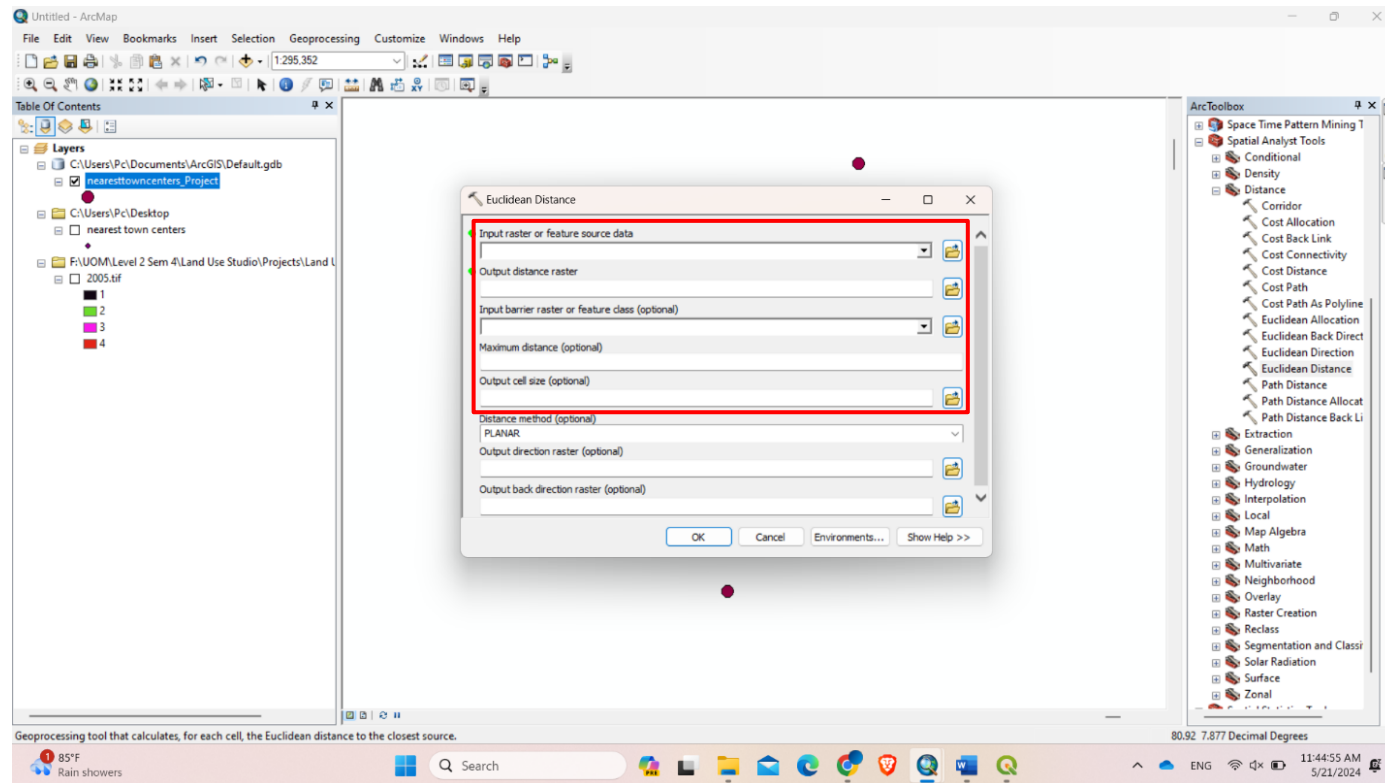 Untitled - ArcMap
File Edit View Bookmarks Insert Selection Geoprocessing Customize Windows Help
1:295,352
Table Of Contents
Layers
C:\Users\Pc\Documents\ArcGIS\Default.gdb
nearesttowncenters_Project
C:\Users\Pc\Desktop
nearest town centers
F:\UOM\Level 2 Sem 4\Land Use Studio\Projects\Land U
2005.tif
1
2
3
4
Euclidean Distance
Input raster or feature source data
Output distance raster
Input barrier raster or feature class (optional)
Maximum distance (optional)
Output cell size (optional)
Distance method (optional)
PLANAR
Output direction raster (optional)
Output back direction raster (optional)
OK Cancel Environments... Show Help >>
ArcToolbox
Space Time Pattern Mining T
Spatial Analyst Tools
Conditional
Density
Distance
Corridor
Cost Allocation
Cost Back Link
Cost Connectivity
Cost Distance
Cost Path
Cost Path As Polyline
Euclidean Allocation
Euclidean Back Direct
Euclidean Direction
Euclidean Distance
Path Distance
Path Distance Allocat
Path Distance Back Li
Extraction
Generalization
Groundwater
Hydrology
Interpolation
Local
Map Algebra
Math
Multivariate
Neighborhood
Overlay
Raster Creation
Reclass
Segmentation and Classi
Solar Radiation
Surface
Zonal
Geoprocessing tool that calculates, for each cell, the Euclidean distance to the closest source.
80.92 7.877 Decimal Degrees
1
85°F
Rain showers
Search
PRE
ENG
11:44:55 AM
5/21/2024